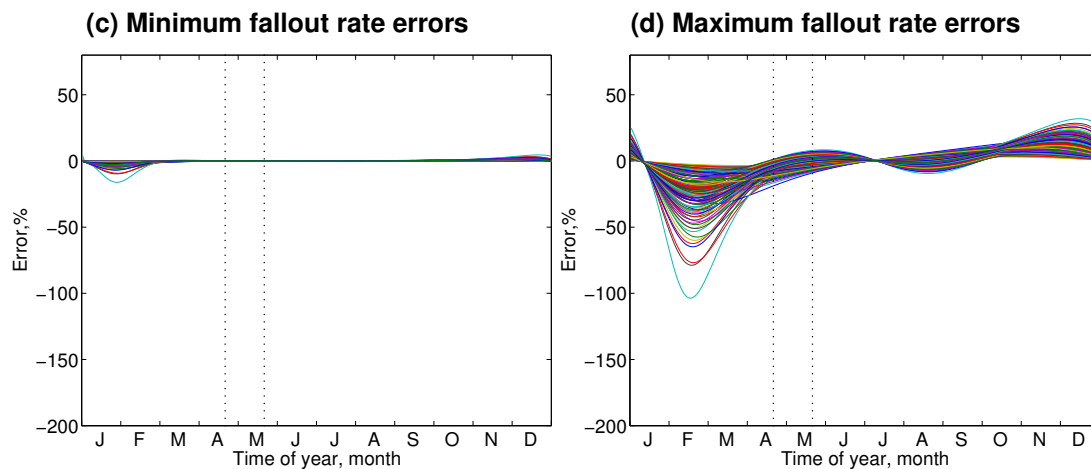 (c) Minimum fallout rate errors
50
0
−50
−100
−150
−200
Error,%
J F M A M J J A S O N D
Time of year, month
(d) Maximum fallout rate errors
50
0
−50
−100
−150
−200
Error,%
J F M A M J J A S O N D
Time of year, month